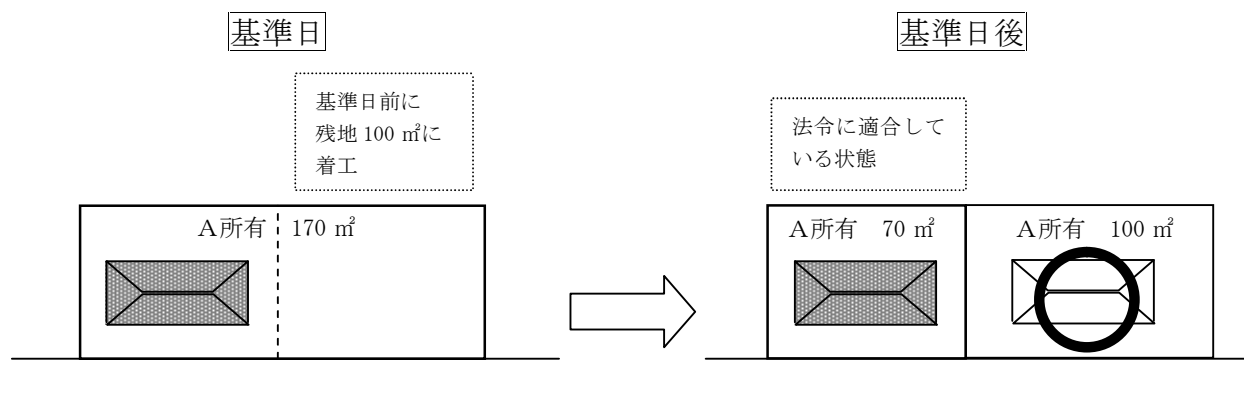 基準日
基準日後
基準日前に
残地 100 ㎡に
着工
法令に適合して
いる状態
A所有 170 ㎡
A所有 70 ㎡
A所有 100 ㎡